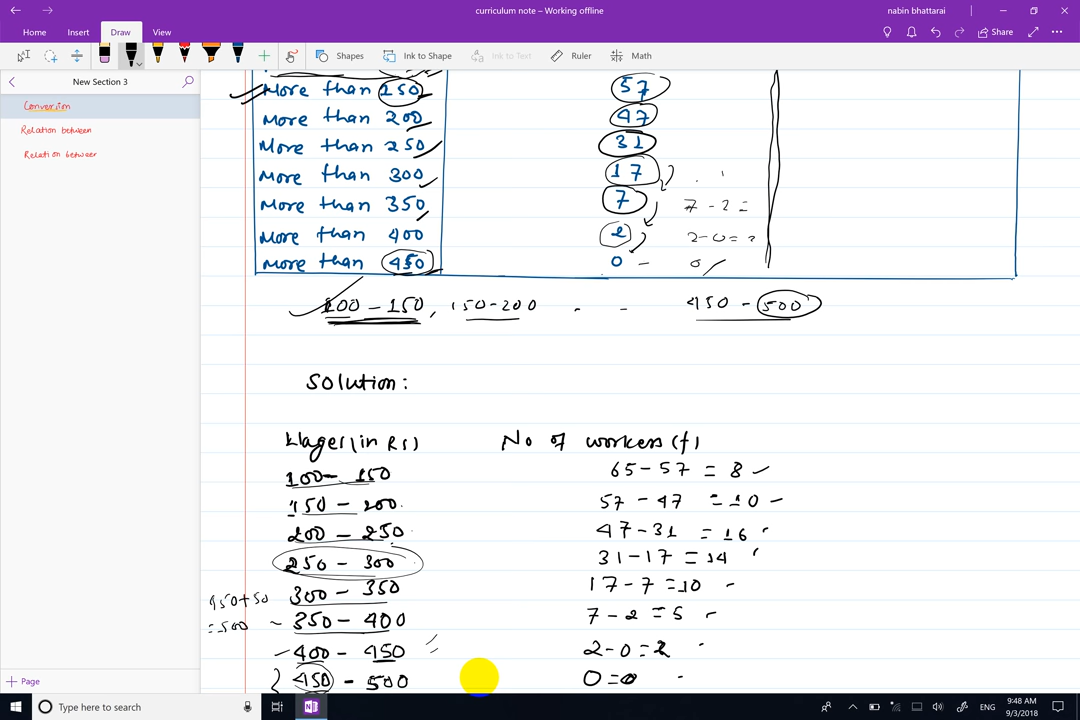 curriculum note – Working offline
nabin bhattarai
Home Insert Draw View
Share
Shapes Ink to Shape Ink to Text Ruler Math
New Section 3
Conversion
Relation between
Relation between
More than 250 57
More than 200 47
More than 250 31
More than 300 17
More than 350 7 7 - 2 =
More than 400 2 2-0=2
More than 450 0 - 0
100 - 150, 150-200 . - 450 - 500
Solution:
Wages (in Rs) No of workers (f)
100 - 150 65-57 = 8
150 - 200 57 - 47 = 10
200 - 250 47-31 = 16
250 - 300 31-17 = 14
300 - 350 17-7 = 10
450+50
350 - 400 7-2 = 5
= 500
400 - 450 2-0=2
450 - 500 0=0
Page
Type here to search
ENG
9:48 AM
9/3/2018